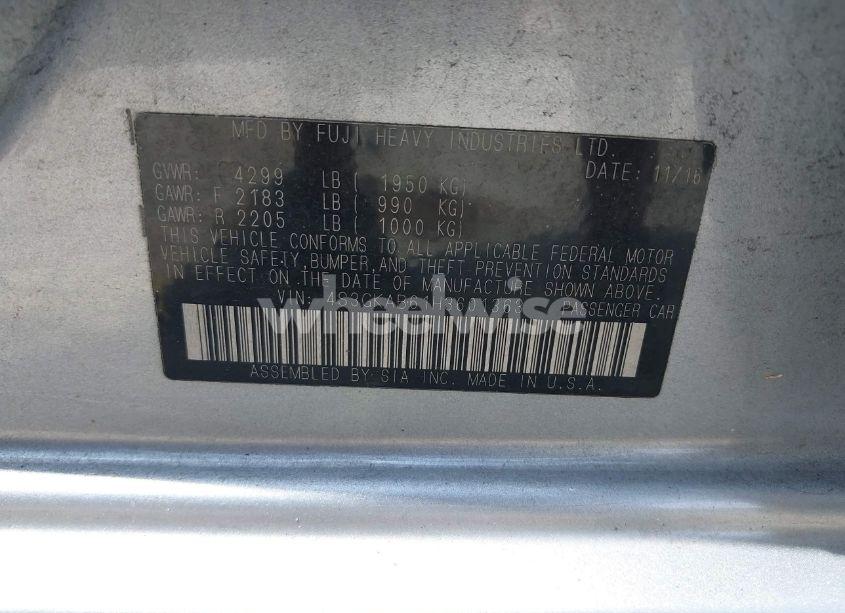 MFD BY FUJI HEAVY INDUSTRIES LTD.
GVWR: 4299 LB ( 1950 KG) DATE: 11/16
GAWR: F 2183 LB ( 990 KG)
GAWR: R 2205 LB ( 1000 KG)
THIS VEHICLE CONFORMS TO ALL APPLICABLE FEDERAL MOTOR
VEHICLE SAFETY, BUMPER, AND THEFT PREVENTION STANDARDS
IN EFFECT ON THE DATE OF MANUFACTURE SHOWN ABOVE.
VIN: PASSENGER CAR
wheelwise
ASSEMBLED BY SIA INC. MADE IN U.S.A.